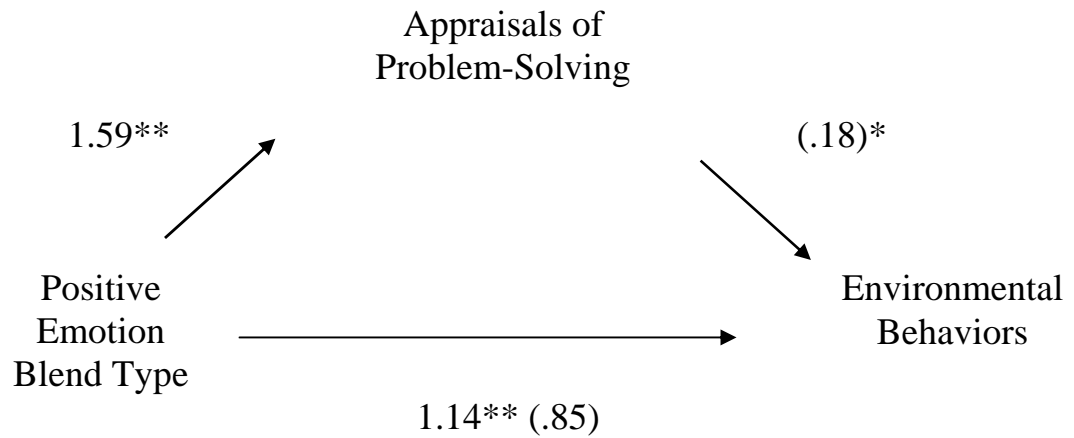 Appraisals of
Problem-Solving
1.59**
(.18)*
Positive
Emotion
Blend Type
Environmental
Behaviors
1.14** (.85)